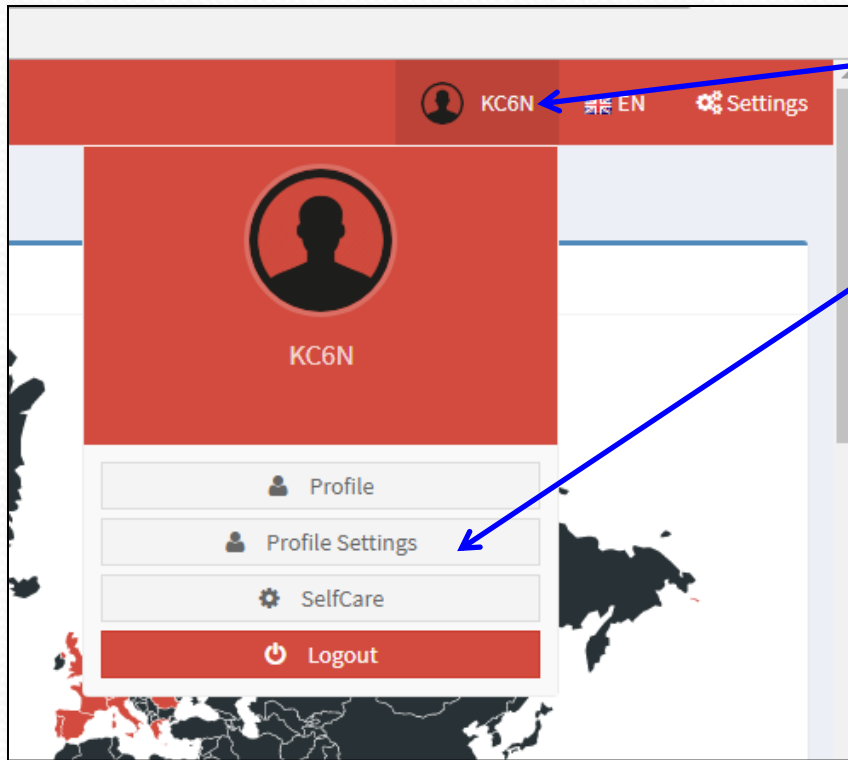 KC6N EN Settings
KC6N
Profile
Profile Settings
SelfCare
Logout